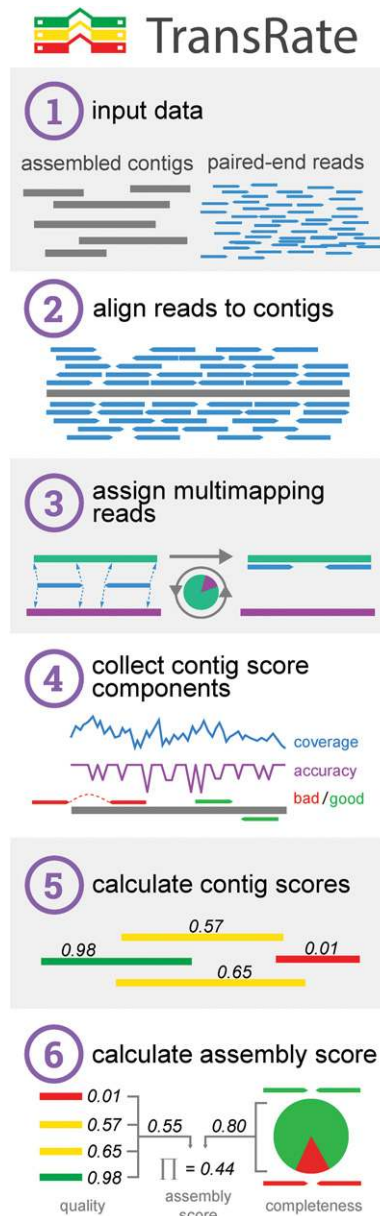 TransRate
1 input data
assembled contigs paired-end reads
2 align reads to contigs
3 assign multimapping
reads
4 collect contig score
components
coverage
accuracy
bad/good
5 calculate contig scores
0.57
0.98 0.01
0.65
6 calculate assembly score
0.01
0.57 0.55 0.80
0.65
0.98 ∏ = 0.44
quality assembly completeness
score